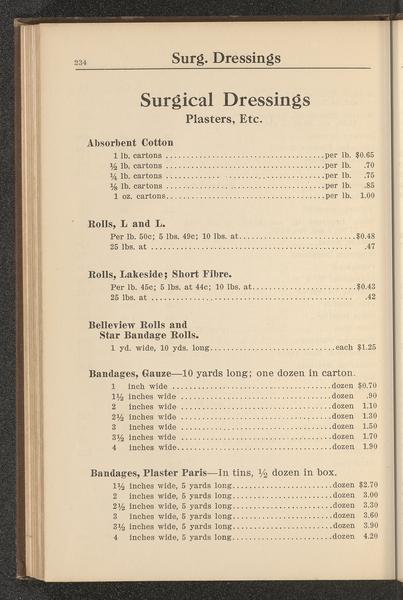 234
Surg. Dressings
Surgical Dressings
Plasters, Etc.
Absorbent Cotton
1 lb. cartons ........................................per lb. $0.65
½ lb. cartons ........................................per lb. .70
¼ lb. cartons ........................................per lb. .75
⅛ lb. cartons ........................................per lb. .85
1 oz. cartons........................................per lb. 1.00
Rolls, L and L.
Per lb. 50c; 5 lbs. 49c; 10 lbs. at.............................$0.48
25 lbs. at .................................................. .47
Rolls, Lakeside; Short Fibre.
Per lb. 45c; 5 lbs. at 44c; 10 lbs. at..........................$0.43
25 lbs. at .................................................. .42
Belleview Rolls and
Star Bandage Rolls.
1 yd. wide, 10 yds. long...............................each $1.25
Bandages, Gauze—10 yards long; one dozen in carton.
1 inch wide ........................................dozen $0.70
1½ inches wide ......................................dozen .90
2 inches wide ......................................dozen 1.10
2½ inches wide ......................................dozen 1.30
3 inches wide ......................................dozen 1.50
3½ inches wide ......................................dozen 1.70
4 inches wide.......................................dozen 1.90
Bandages, Plaster Paris—In tins, ½ dozen in box.
1½ inches wide, 5 yards long.........................dozen $2.70
2 inches wide, 5 yards long.........................dozen 3.00
2½ inches wide, 5 yards long.........................dozen 3.30
3 inches wide, 5 yards long.........................dozen 3.60
3½ inches wide, 5 yards long.........................dozen 3.90
4 inches wide, 5 yards long.........................dozen 4.20